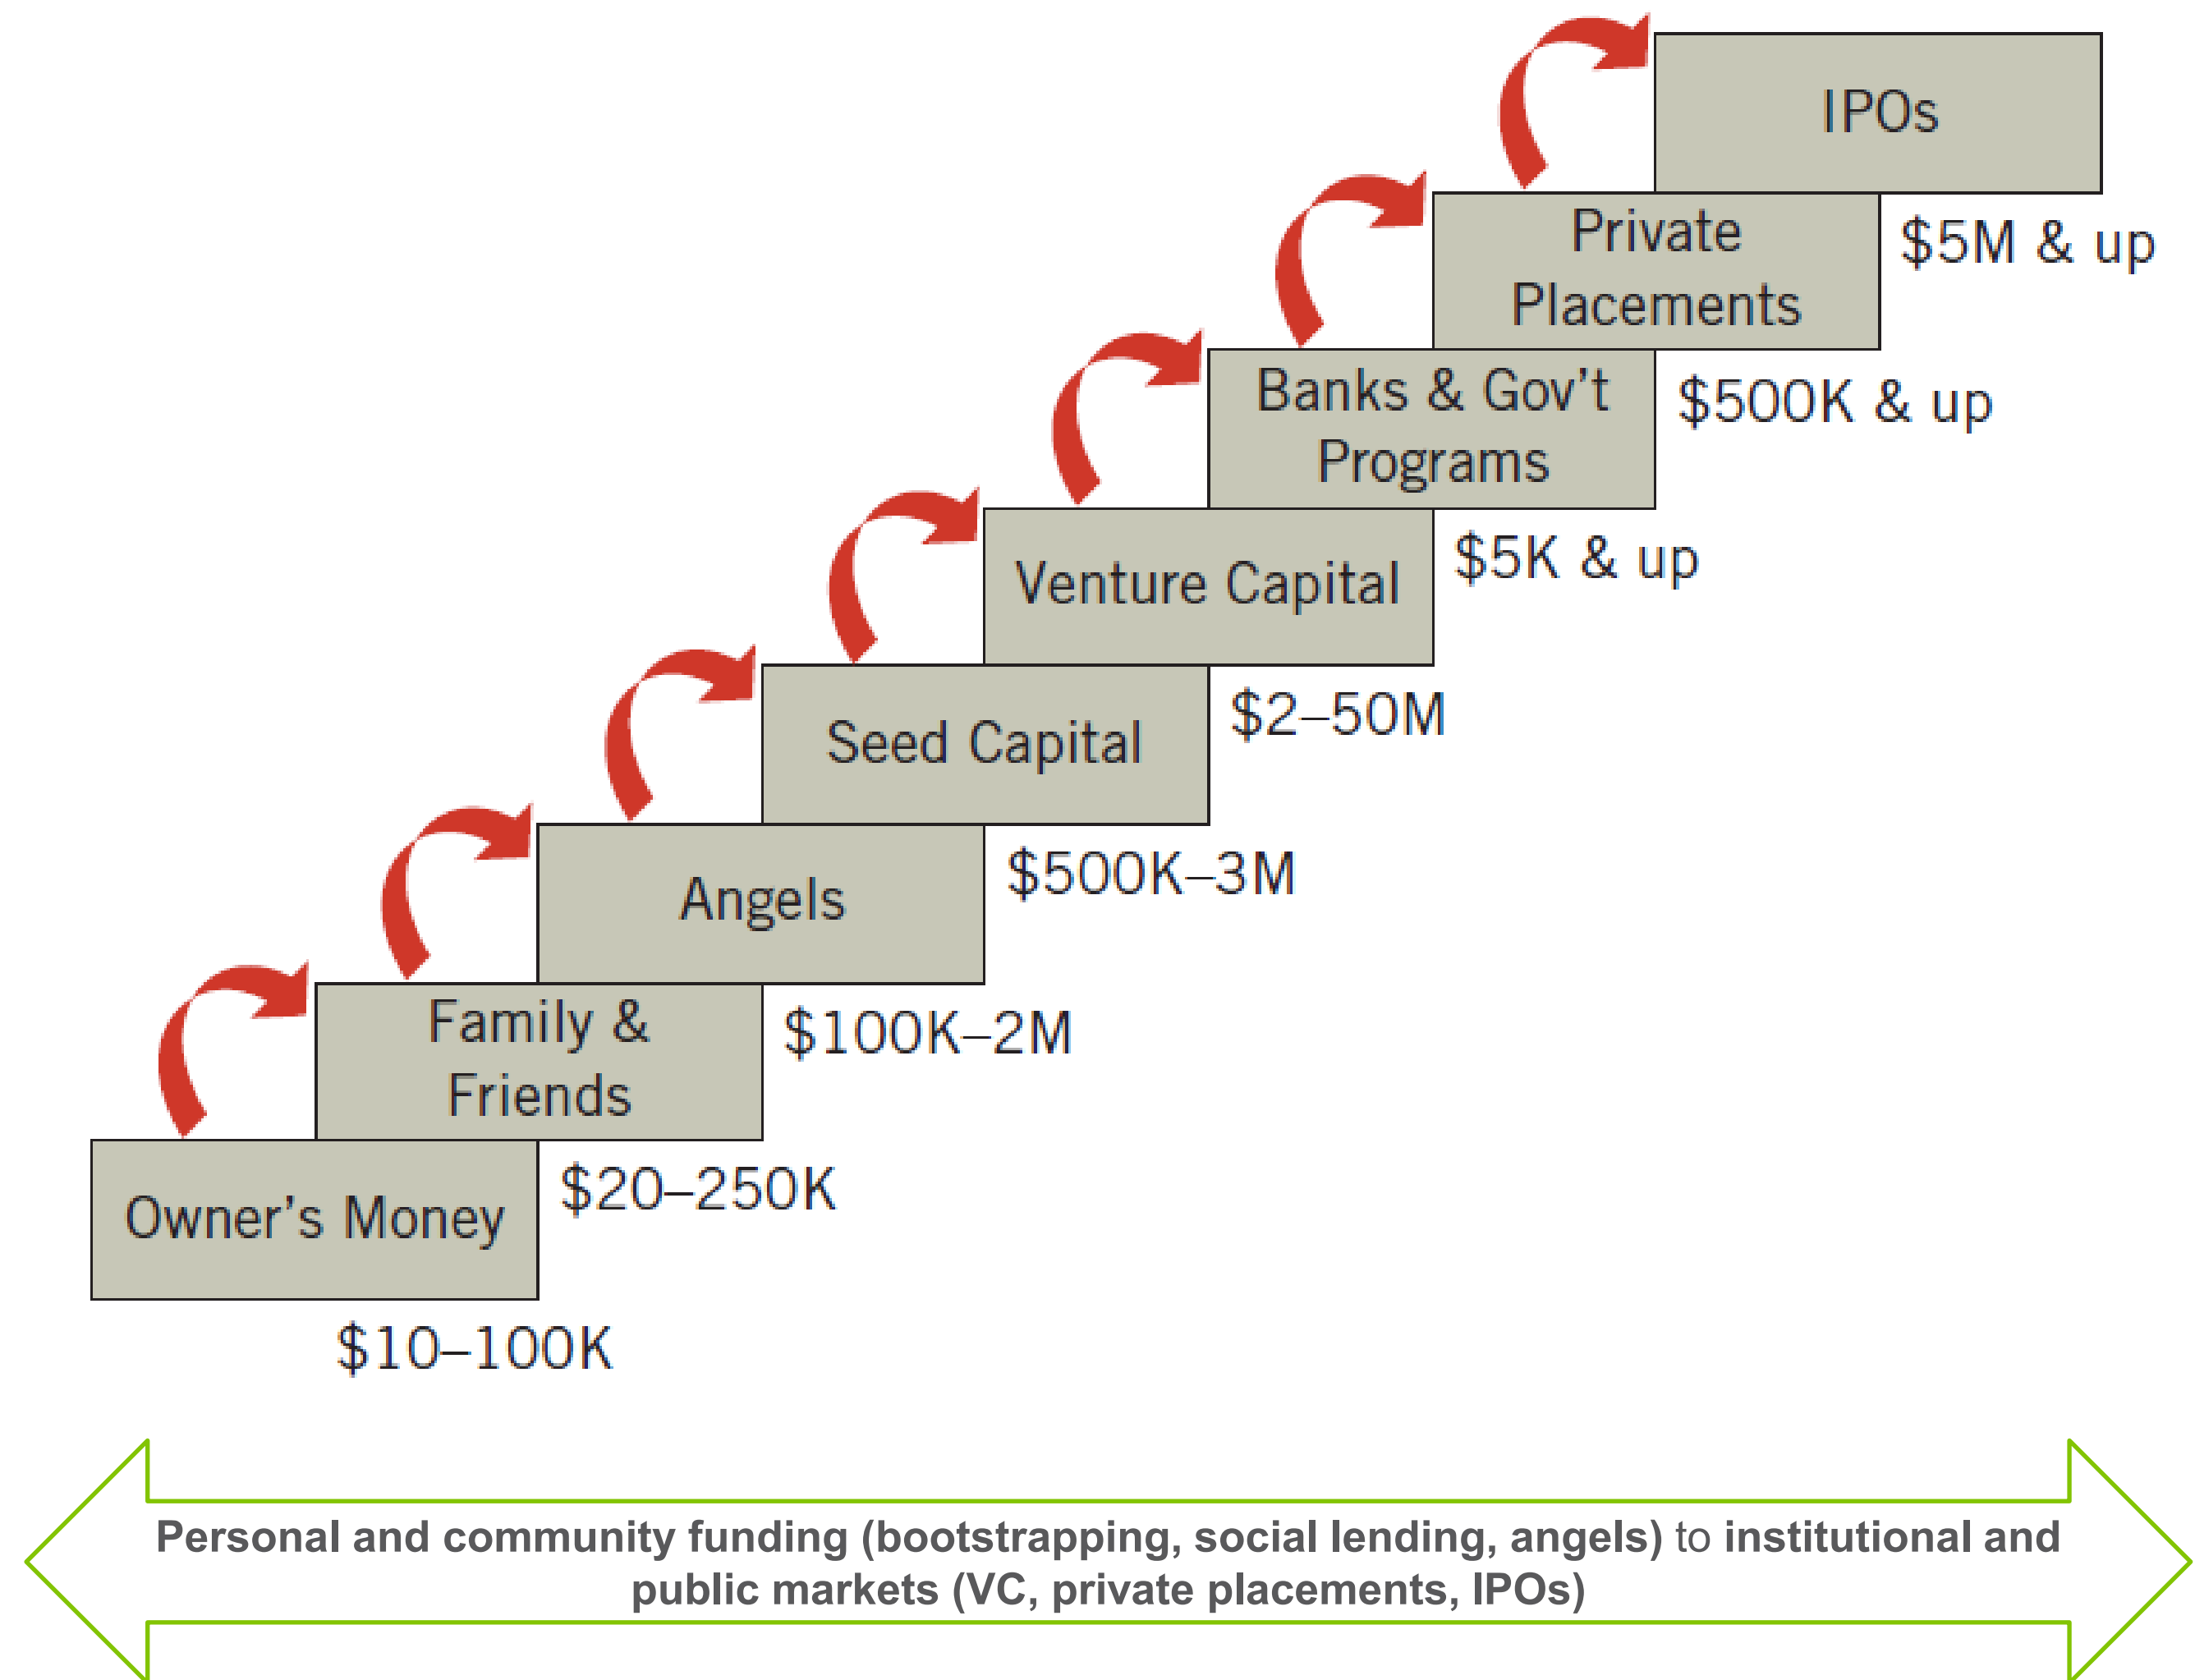 IPOs
Private
Placements
$5M & up
Banks & Gov't
Programs
$500K & up
Venture Capital
$5K & up
Seed Capital
$2–50M
Angels
$500K–3M
Family &
Friends
$100K–2M
Owner's Money
$20–250K
$10–100K
Personal and community funding (bootstrapping, social lending, angels) to institutional and
public markets (VC, private placements, IPOs)